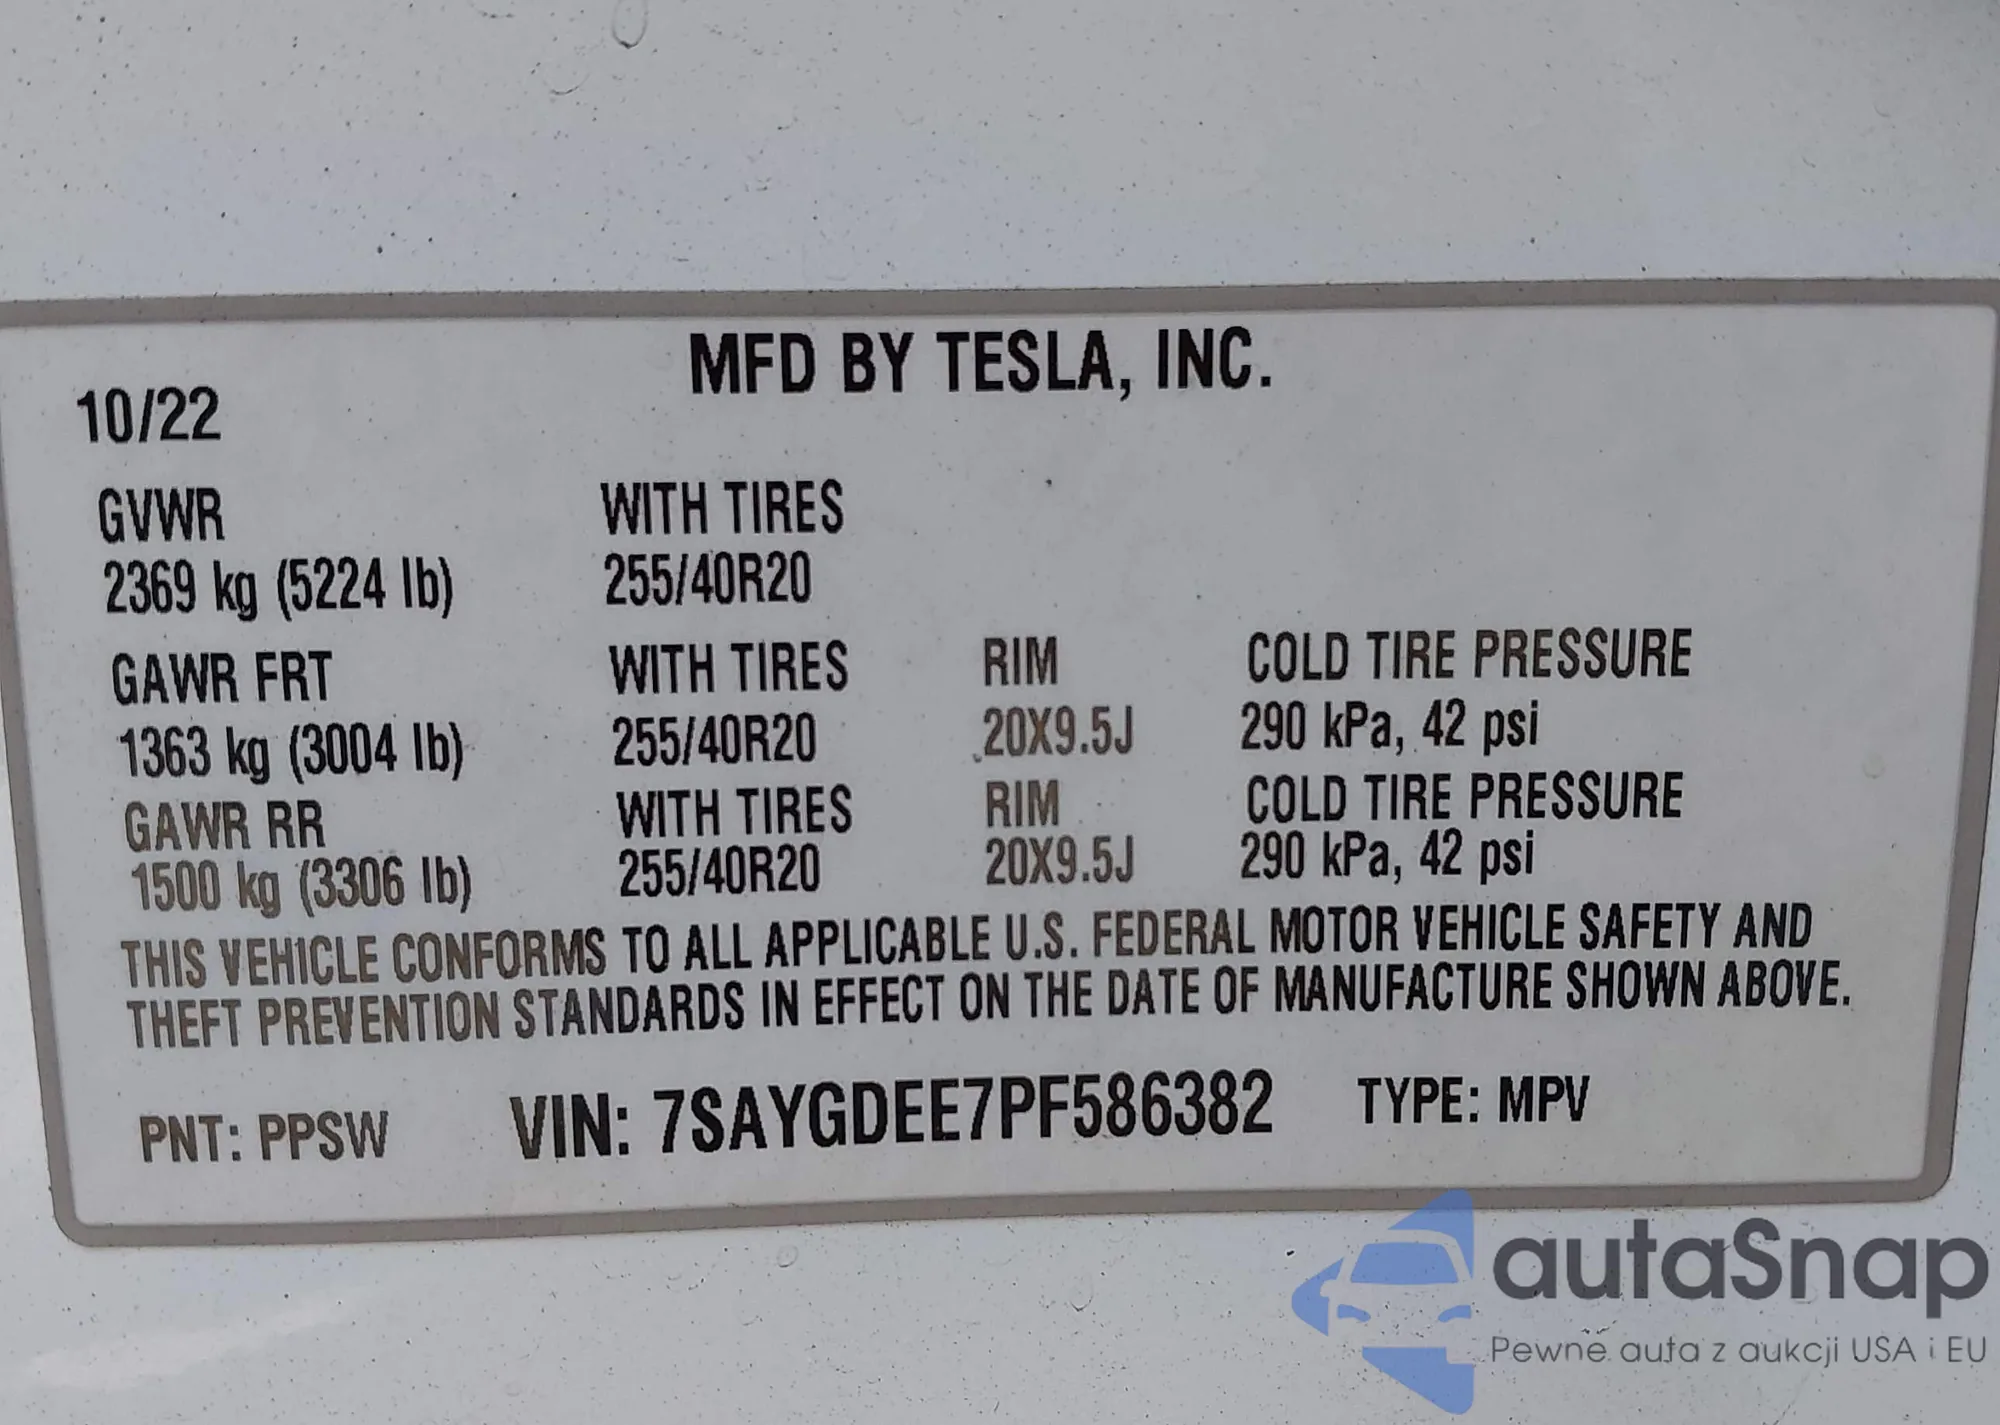 MFD BY TESLA, INC.
10/22
GVWR WITH TIRES
2369 kg (5224 lb) 255/40R20
GAWR FRT WITH TIRES RIM COLD TIRE PRESSURE
1363 kg (3004 lb) 255/40R20 20X9.5J 290 kPa, 42 psi
GAWR RR WITH TIRES RIM COLD TIRE PRESSURE
1500 kg (3306 lb) 255/40R20 20X9.5J 290 kPa, 42 psi
THIS VEHICLE CONFORMS TO ALL APPLICABLE U.S. FEDERAL MOTOR VEHICLE SAFETY AND
THEFT PREVENTION STANDARDS IN EFFECT ON THE DATE OF MANUFACTURE SHOWN ABOVE.
PNT: PPSW VIN: 7SAYGDEE7PF586382 TYPE: MPV
autaSnap
Pewne auta z aukcji USA i EU